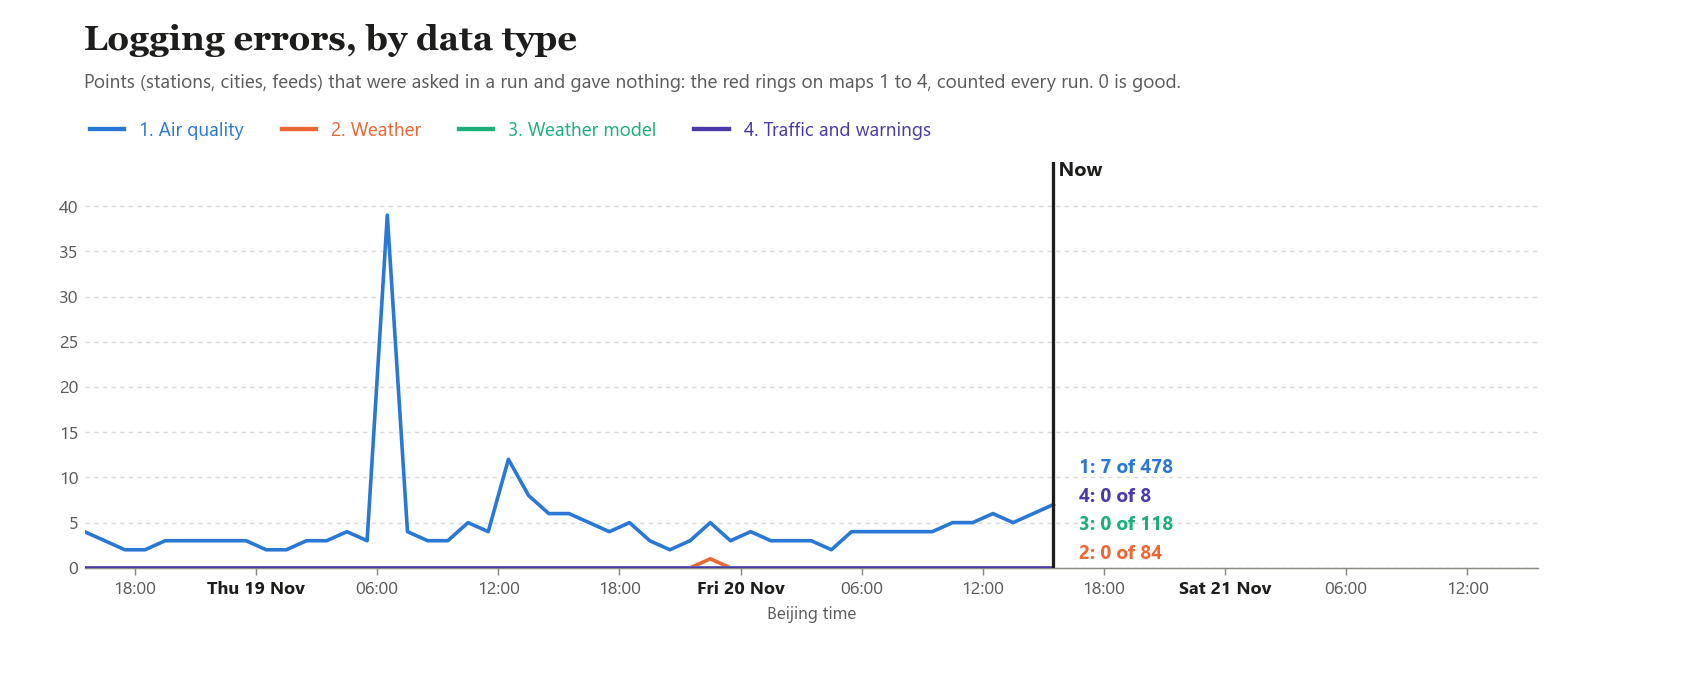 Logging errors, by data type
Points (stations, cities, feeds) that were asked in a run and gave nothing: the red rings on maps 1 to 4, counted every run. 0 is good.
1. Air quality 2. Weather 3. Weather model 4. Traffic and warnings
Now
40
35
30
25
20
15
10
5
0
1: 7 of 478
4: 0 of 8
3: 0 of 118
2: 0 of 84
18:00 Thu 19 Nov 06:00 12:00 18:00 Fri 20 Nov 06:00 12:00 18:00 Sat 21 Nov 06:00 12:00
Beijing time